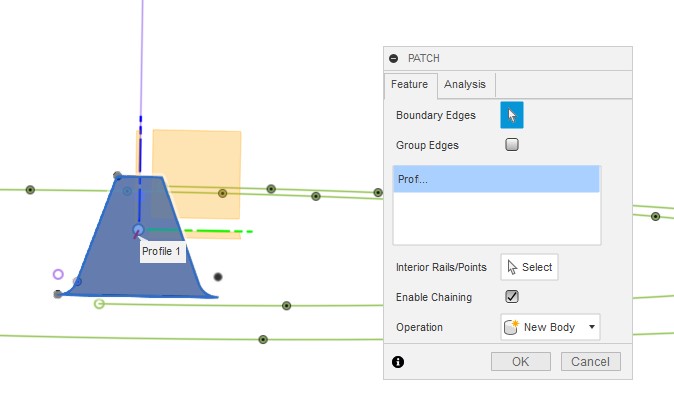 PATCH
Feature
Analysis
Boundary Edges
Group Edges
Prof...
Profile 1
Interior Rails/Points
Select
Enable Chaining
Operation
New Body
OK
Cancel